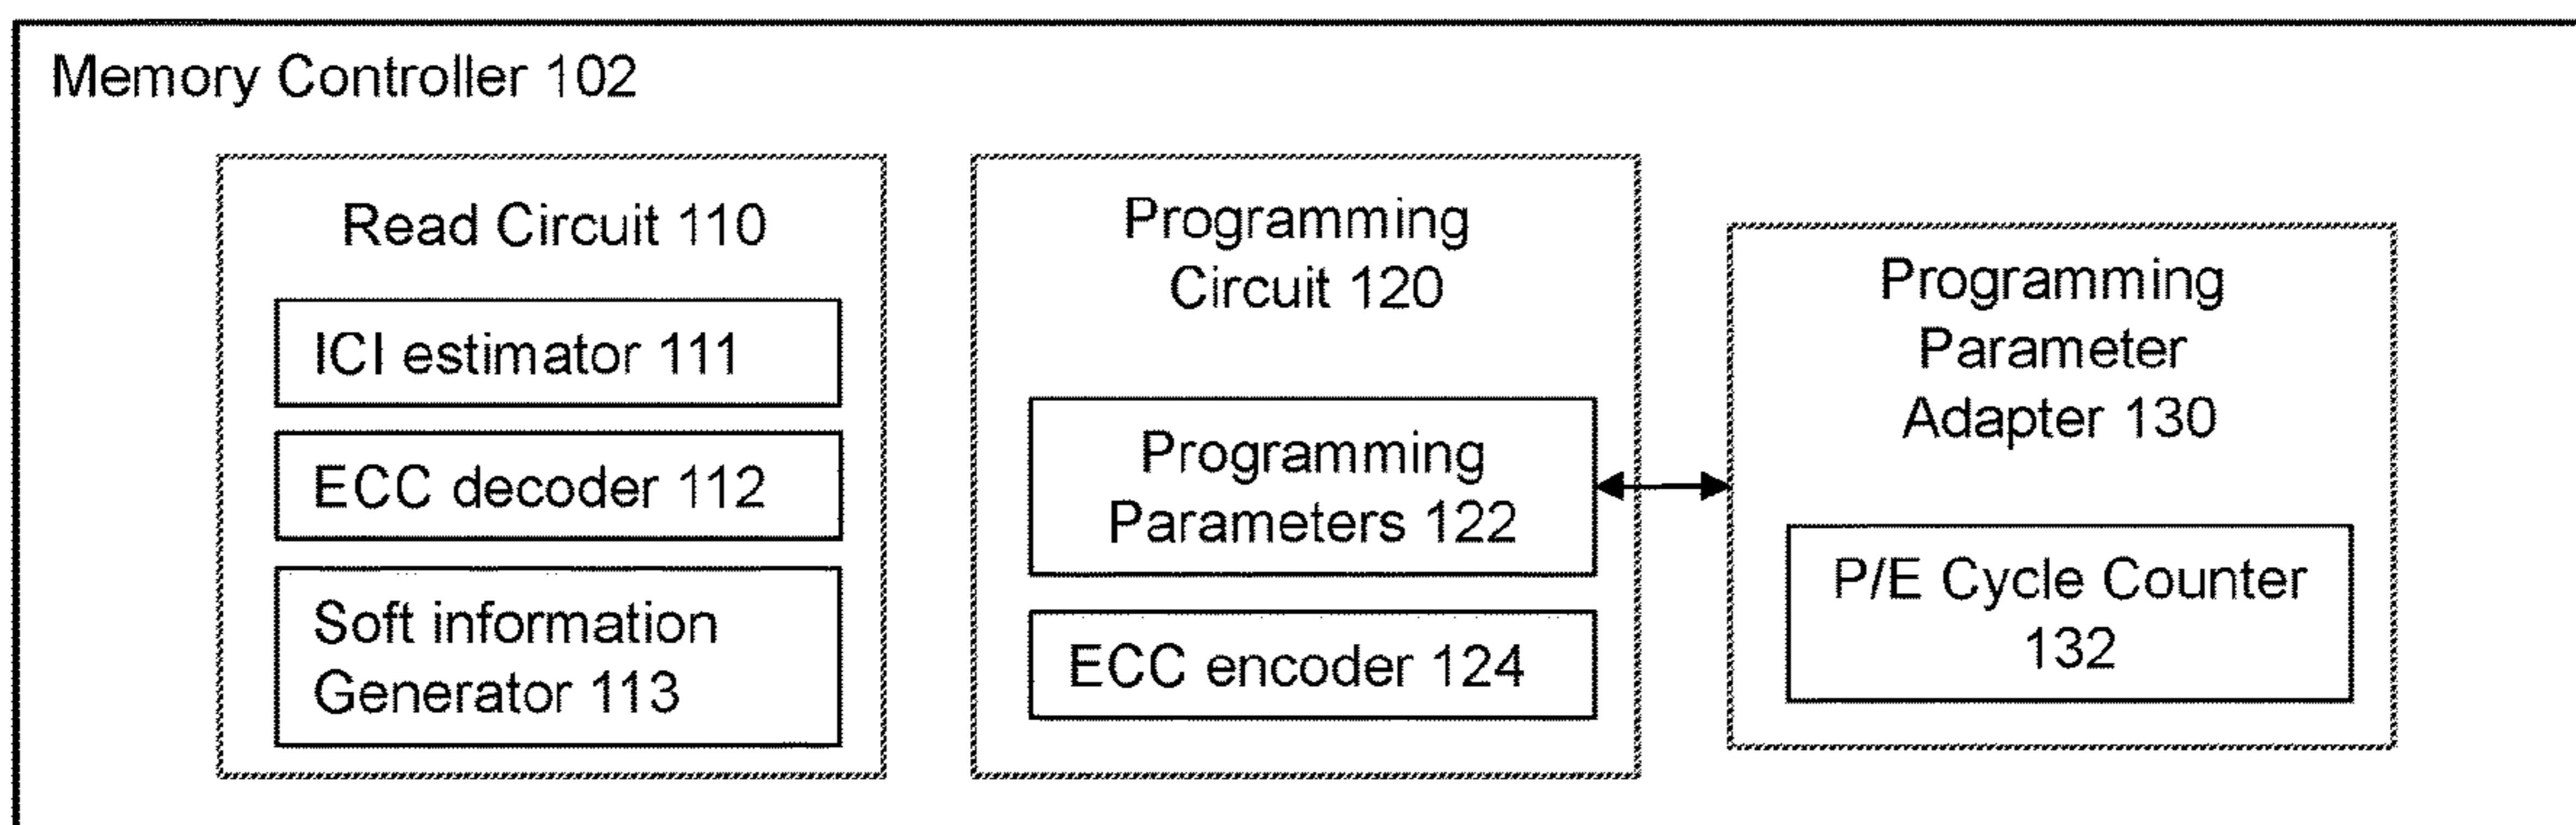 Memory Controller 102
Read Circuit 110
ICI estimator 111
ECC decoder 112
Soft information
Generator 113
Programming
Circuit 120
Programming
Parameters 122
ECC encoder 124
Programming
Parameter
Adapter 130
P/E Cycle Counter
132